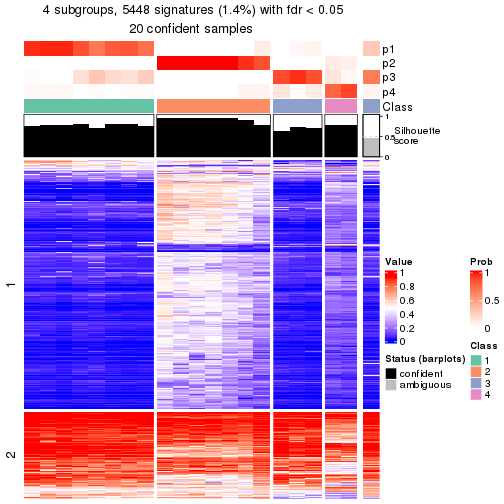 4 subgroups, 5448 signatures (1.4%) with fdr < 0.05
20 confident samples
p1
p2
p3
p4
Class
1
0.5
0
Silhouette
score
1
2
Value
1
0.8
0.6
0.4
0.2
0
Prob
1
0.5
0
Status (barplots)
confident
ambiguous
Class
1
2
3
4